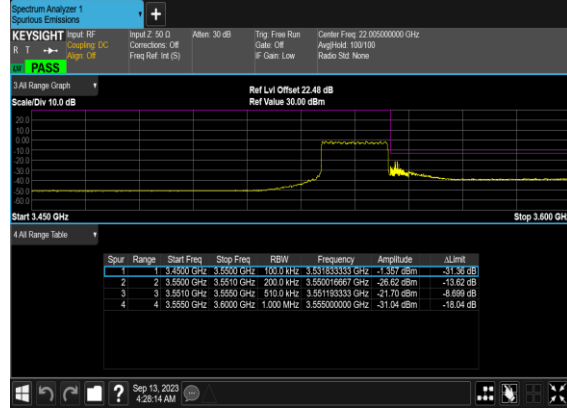 Spectrum Analyzer 1
Spurious Emissions
+
KEYSIGHT Input: RF Input Z: 50 Ω Atten: 30 dB Trig: Free Run Center Freq: 22.005000000 GHz
R T Coupling: DC Corrections: Off Gate: Off Avg|Hold: 100/100
Align: Off Freq Ref: Int (S) IF Gain: Low Radio Std: None
PASS
3 All Range Graph
Ref Lvl Offset 22.48 dB
Scale/Div 10.0 dB Ref Value 30.00 dBm
20.0
10.0
0.00
-10.0
-20.0
-30.0
-40.0
-50.0
-60.0
Start 3.450 GHz Stop 3.600 GHz
4 All Range Table
Spur Range Start Freq Stop Freq RBW Frequency Amplitude ΔLimit
1 1 3.4500 GHz 3.5500 GHz 100.0 kHz 3.531833333 GHz -1.357 dBm -31.36 dB
2 2 3.5500 GHz 3.5510 GHz 200.0 kHz 3.550016667 GHz -26.62 dBm -13.62 dB
3 3 3.5510 GHz 3.5550 GHz 510.0 kHz 3.551193333 GHz -21.70 dBm -8.699 dB
4 4 3.5550 GHz 3.6000 GHz 1.000 MHz 3.555000000 GHz -31.04 dBm -18.04 dB
?
Sep 13, 2023
4:28:14 AM